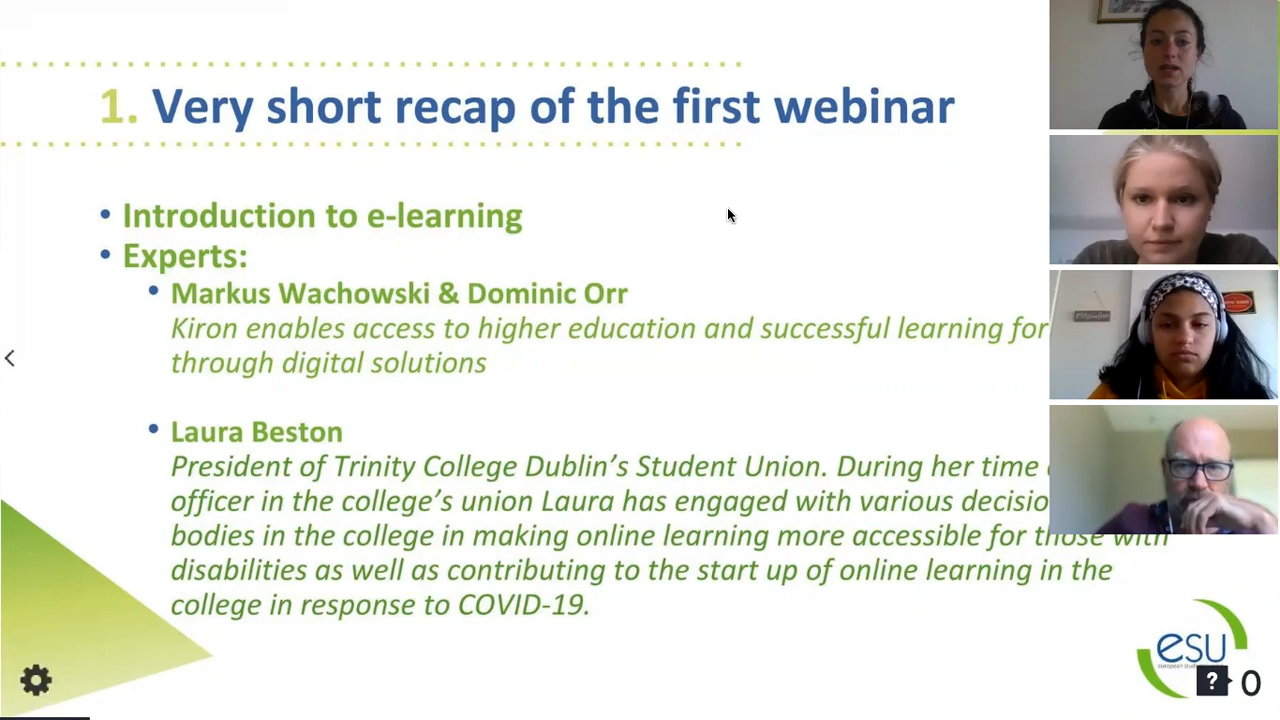 1. Very short recap of the first webinar
• Introduction to e-learning
• Experts:
• Markus Wachowski & Dominic Orr
Kiron enables access to higher education and successful learning for
through digital solutions
• Laura Beston
President of Trinity College Dublin’s Student Union. During her time
officer in the college’s union Laura has engaged with various decisio
bodies in the college in making online learning more accessible for those with
disabilities as well as contributing to the start up of online learning in the
college in response to COVID-19.
esu
? 0